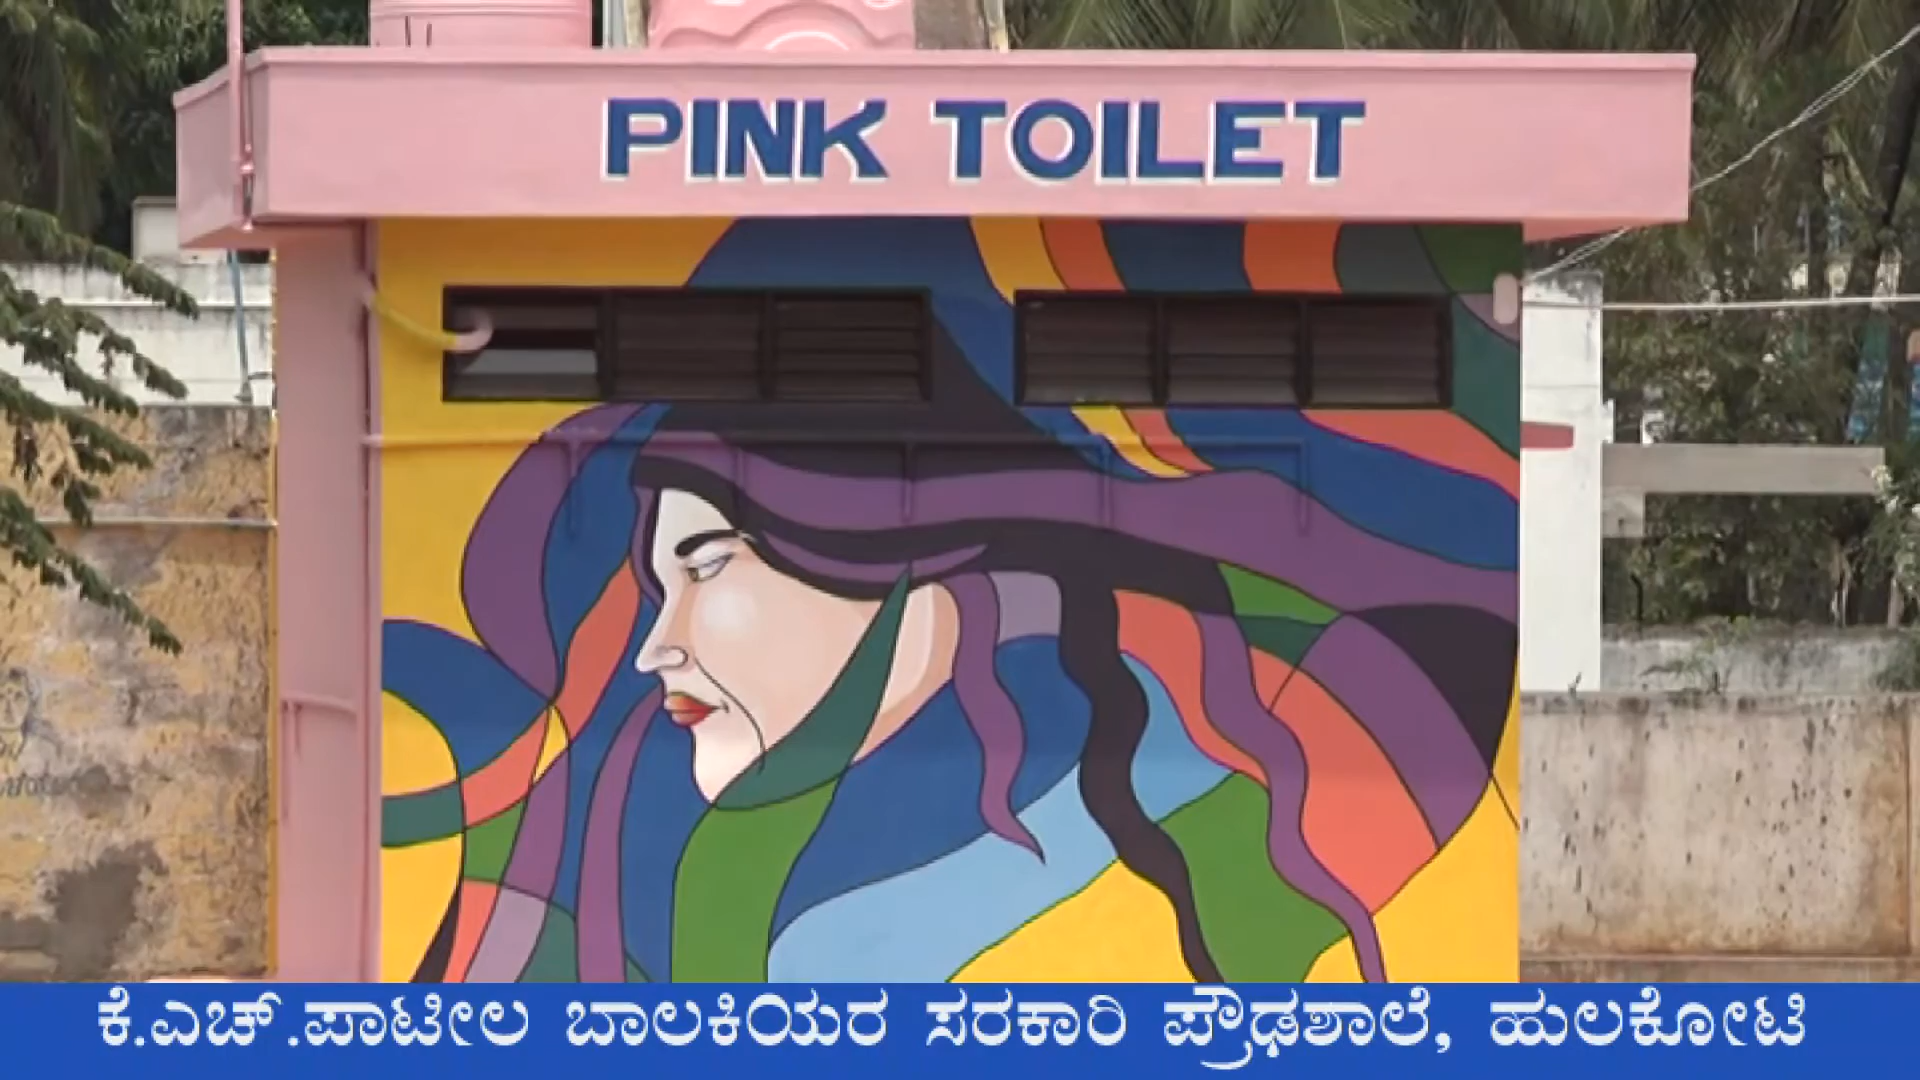 PINK TOILET
ಕೆ.ಎಚ್.ಪಾಟೀಲ ಬಾಲಕಿಯರ ಸರಕಾರಿ ಪ್ರೌಢಶಾಲೆ, ಹುಲಕೋಟಿ